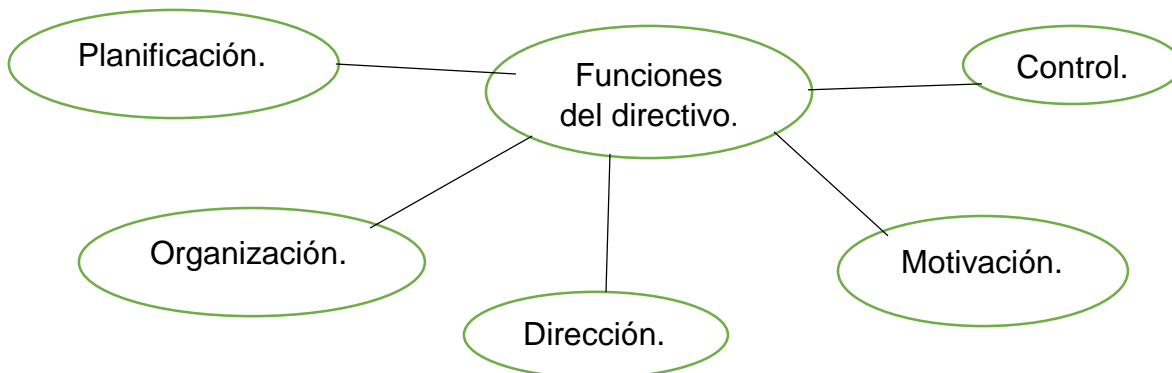 Planificación.
Funciones
del directivo.
Control.
Organización.
Motivación.
Dirección.